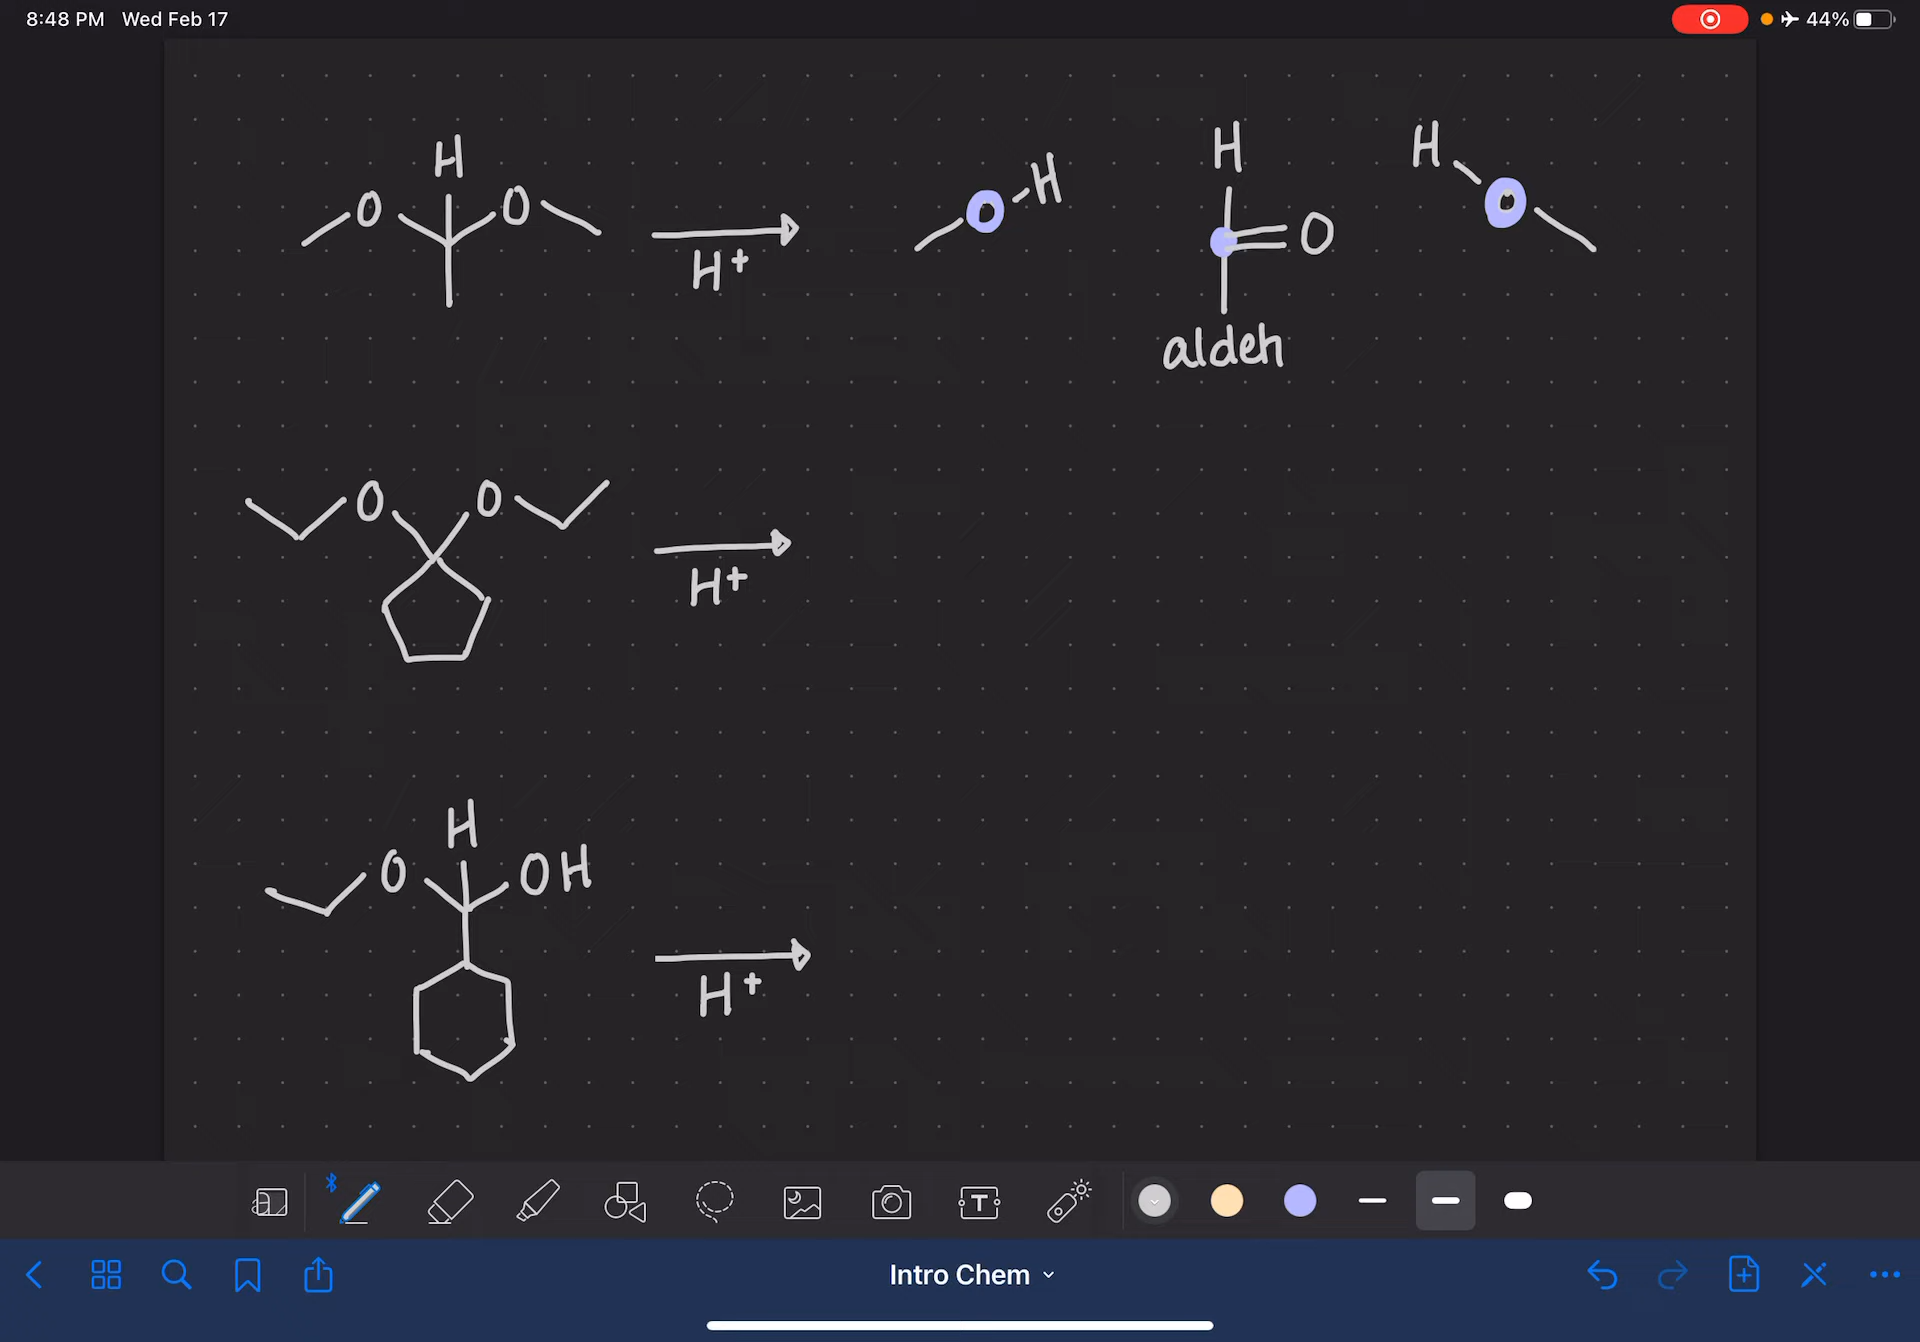 8:48 PM Wed Feb 17
44%
H
O O
H+
O-H
H
O
H
O
aldeh
O O
H+
H
O OH
H+
T
Intro Chem